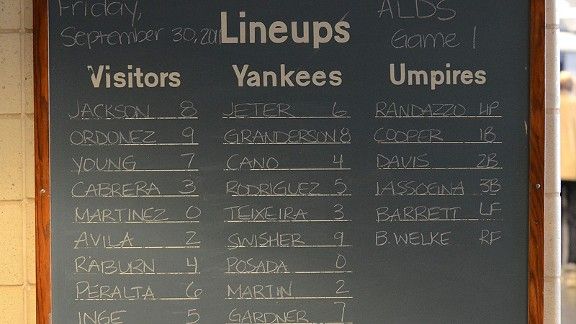 Friday,
September 30, 201
Lineups
ALDS
Game 1
Visitors
JACKSON 8
ORDONEZ 9
YOUNG 7
CABRERA 3
MARTINEZ 0
AVILA 2
RABURN 4
PERALTA 6
INGE 5
Yankees
JETER 6
GRANDERSON 8
CANO 4
RODRIGUEZ 5
TEIXEIRA 3
SWISHER 9
POSADA 0
MARTIN 2
GARDNER 7
Umpires
RANDAZZO HP
COOPER 1B
DAVIS 2B
IASSOGNA 3B
BARRETT LF
B. WELKE RF